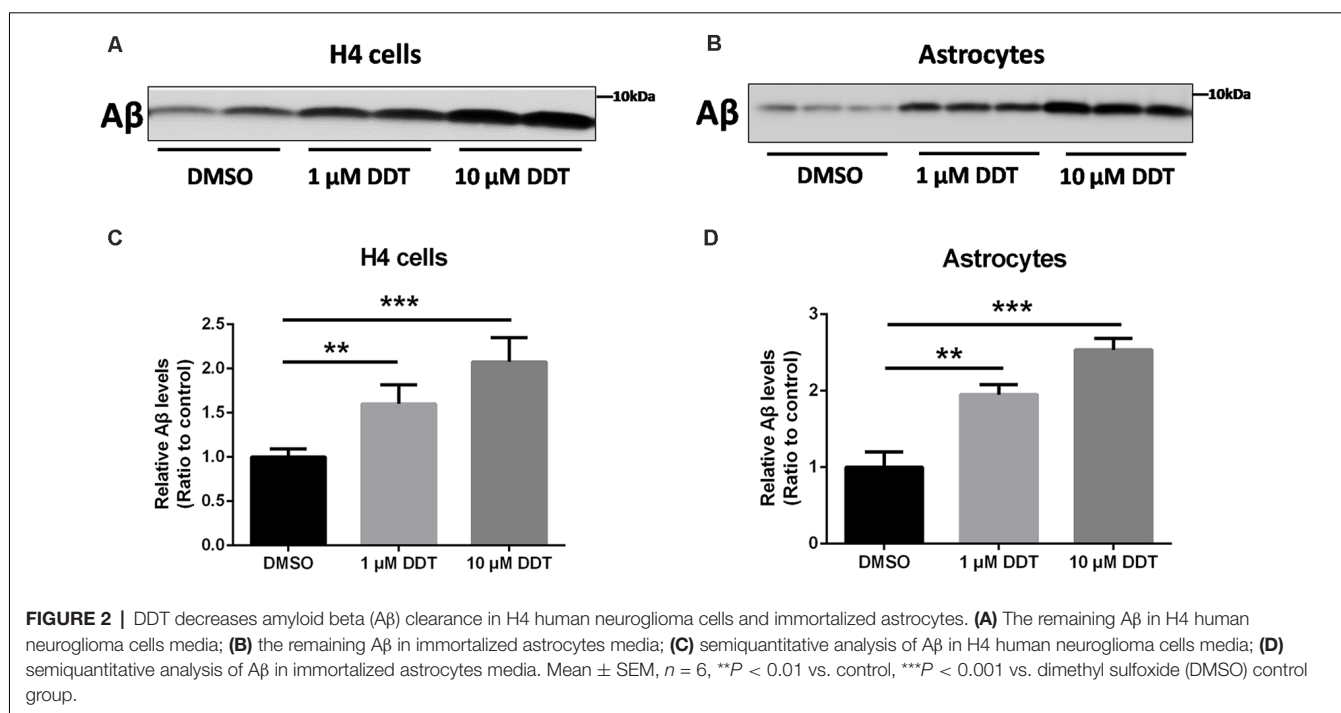 A
H4 cells
Aβ
10kDa
DMSO 1 µM DDT 10 µM DDT
B
Astrocytes
Aβ
10kDa
DMSO 1 µM DDT 10 µM DDT
C
H4 cells
Relative Aβ levels
(Ratio to control)
2.5
2.0
1.5
1.0
0.5
0.0
**
***
DMSO 1 µM DDT 10 µM DDT
D
Astrocytes
Relative Aβ levels
(Ratio to control)
3
2
1
0
**
***
DMSO 1 µM DDT 10 µM DDT
FIGURE 2 | DDT decreases amyloid beta (Aβ) clearance in H4 human neuroglioma cells and immortalized astrocytes. (A) The remaining Aβ in H4 human
neuroglioma cells media; (B) the remaining Aβ in immortalized astrocytes media; (C) semiquantitative analysis of Aβ in H4 human neuroglioma cells media; (D)
semiquantitative analysis of Aβ in immortalized astrocytes media. Mean ± SEM, n = 6, **P < 0.01 vs. control, ***P < 0.001 vs. dimethyl sulfoxide (DMSO) control
group.